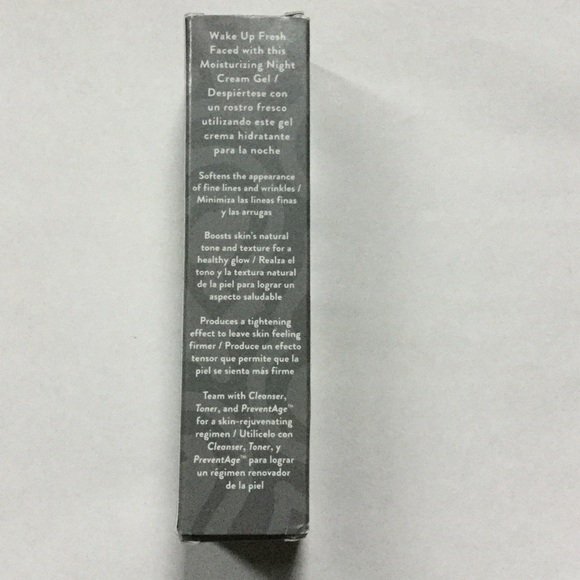 Wake Up Fresh
Faced with this
Moisturizing Night
Cream Gel /
Despiértese con
un rostro fresco
utilizando este gel
crema hidratante
para la noche
Softens the appearance
of fine lines and wrinkles /
Minimiza las líneas finas
y las arrugas
Boosts skin's natural
tone and texture for a
healthy glow / Realza el
tono y la textura natural
de la piel para lograr un
aspecto saludable
Produces a tightening
effect to leave skin feeling
firmer / Produce un efecto
tensor que permite que la
piel se sienta más firme
Team with Cleanser,
Toner, and PreventAge™
for a skin-rejuvenating
regimen / Utilícelo con
Cleanser, Toner, y
PreventAge™ para lograr
un régimen renovador
de la piel